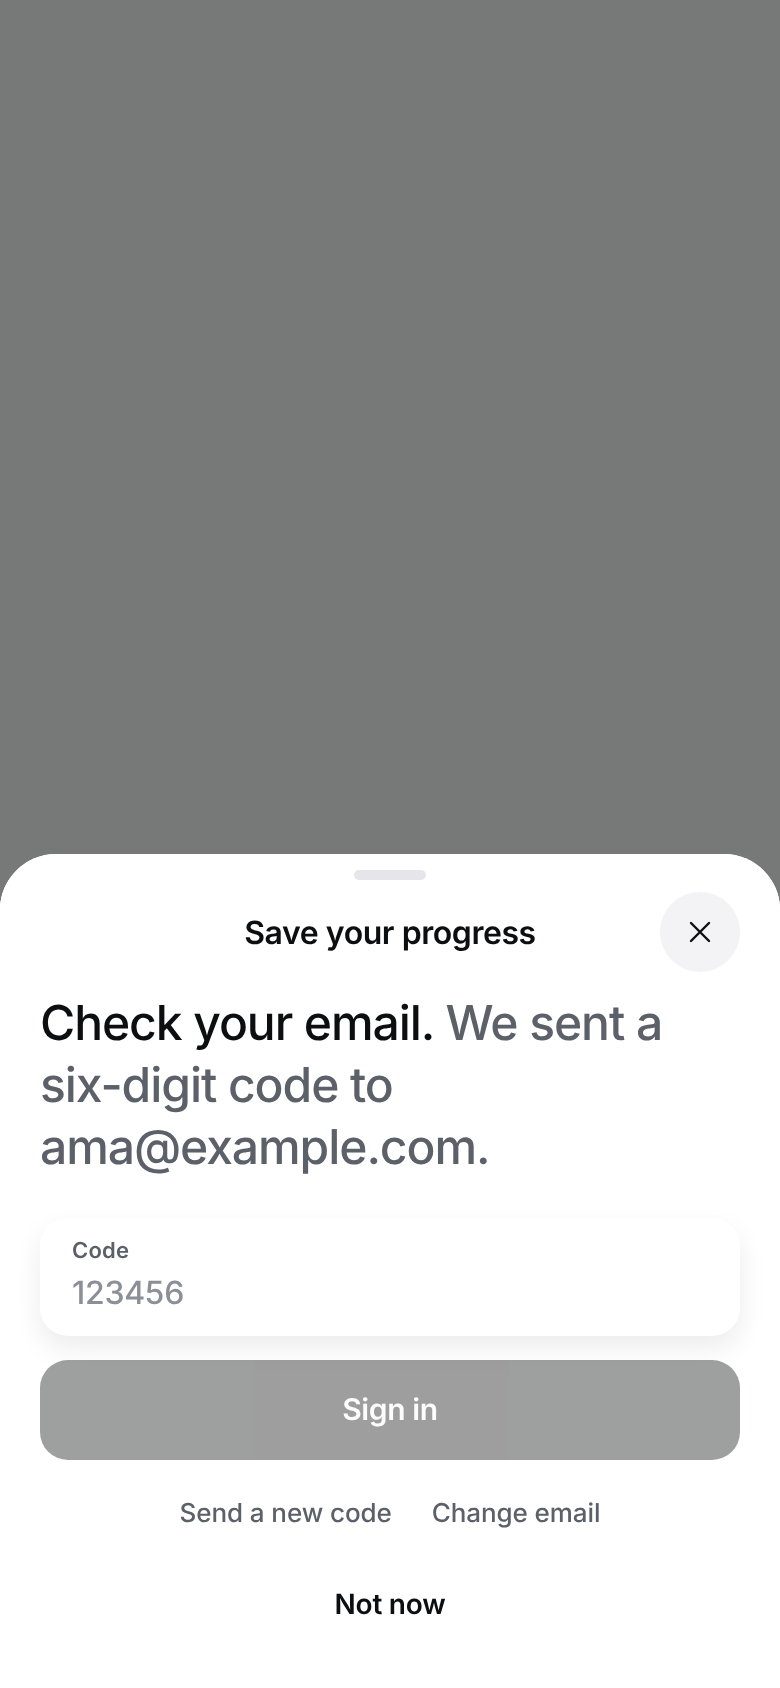 Save your progress
Check your email. We sent a
six-digit code to
ama@example.com.
Code
123456
Sign in
Send a new code Change email
Not now